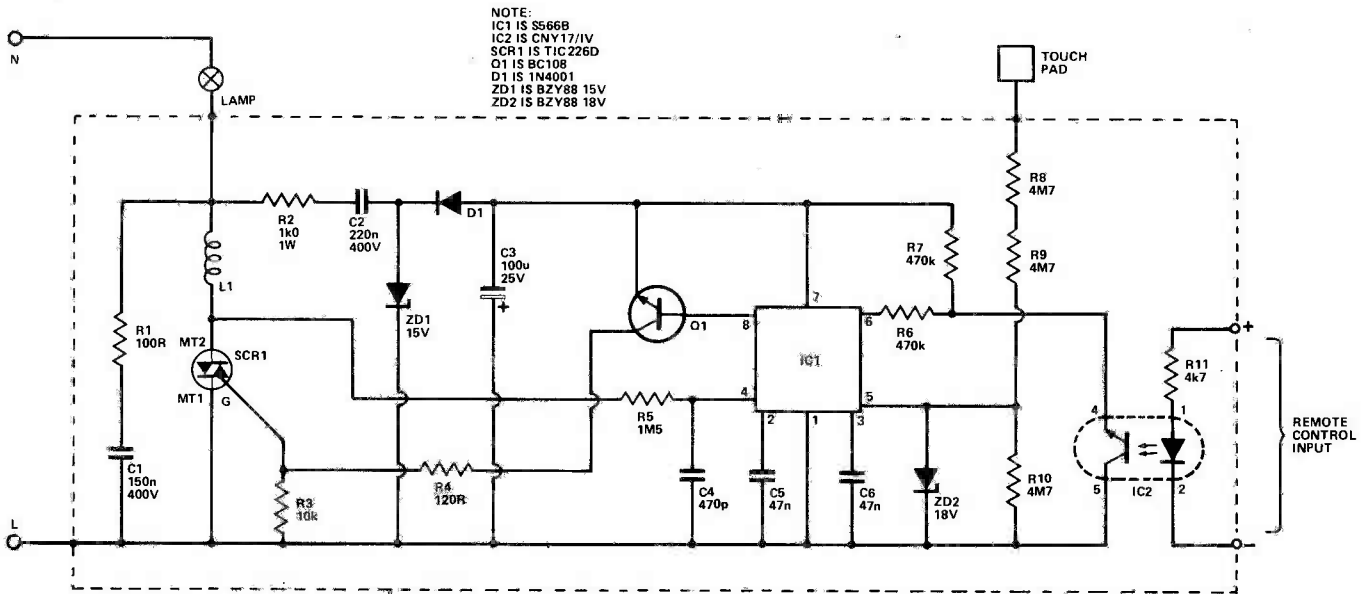 NOTE:
IC1 IS S566B
IC2 IS CNY17/IV
SCR1 IS TIC226D
Q1 IS BC108
D1 IS 1N4001
ZD1 IS BZY88 15V
ZD2 IS BZY88 18V
N
LAMP
TOUCH
PAD
R8
4M7
R2
1k0
1W
C2
220n
400V
D1
C3
100u
25V
+
R7
470k
R9
4M7
L1
ZD1
15V
Q1
8
7
6
IC1
R6
470k
R1
100R
MT2
SCR1
MT1
G
R5
1M5
4
2
1
3
5
R11
4k7
+
4
1
5
2
IC2
REMOTE
CONTROL
INPUT
C1
150n
400V
R3
10k
R4
120R
C4
470p
C5
47n
C6
47n
ZD2
18V
R10
4M7
L
–